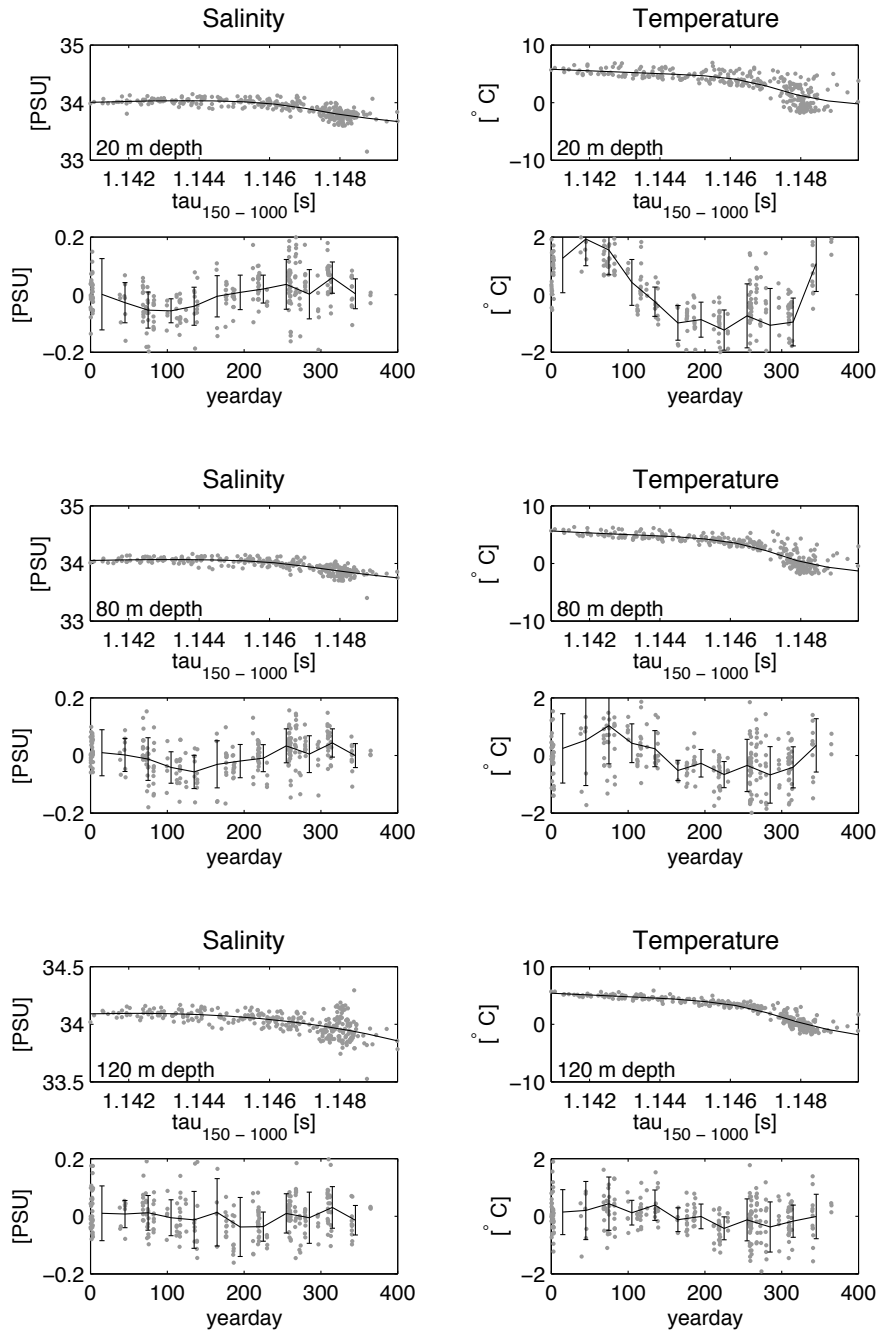 Salinity Temperature
35 10
34 0
33 -10
[PSU] [° C]
20 m depth 20 m depth
1.142 1.144 1.146 1.148 1.142 1.144 1.146 1.148
tau150 – 1000 [s] tau150 – 1000 [s]
0.2 2
0 0
-0.2 -2
[PSU] [° C]
0 100 200 300 400 0 100 200 300 400
yearday yearday
Salinity Temperature
35 10
34 0
33 -10
[PSU] [° C]
80 m depth 80 m depth
1.142 1.144 1.146 1.148 1.142 1.144 1.146 1.148
tau150 – 1000 [s] tau150 – 1000 [s]
0.2 2
0 0
-0.2 -2
[PSU] [° C]
0 100 200 300 400 0 100 200 300 400
yearday yearday
Salinity Temperature
34.5 10
34 0
33.5 -10
[PSU] [° C]
120 m depth 120 m depth
1.142 1.144 1.146 1.148 1.142 1.144 1.146 1.148
tau150 – 1000 [s] tau150 – 1000 [s]
0.2 2
0 0
-0.2 -2
[PSU] [° C]
0 100 200 300 400 0 100 200 300 400
yearday yearday